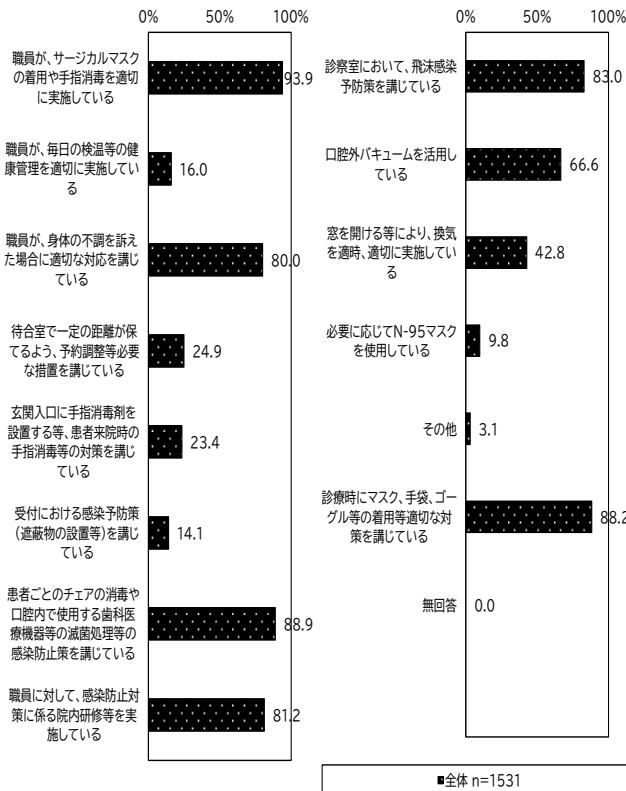 0% 50% 100%
職員が、サージカルマスク
の着用や手指消毒を適切
に実施している
93.9
職員が、毎日の検温等の健
康管理を適切に実施してい
る
16.0
職員が、身体の不調を訴え
た場合に適切な対応を講じ
ている
80.0
待合室で一定の距離が保
てるよう、予約調整等必要
な措置を講じている
24.9
玄関入口に手指消毒剤を
設置する等、患者来院時の
手指消毒等の対策を講じ
ている
23.4
受付における感染予防策
（遮蔽物の設置等）を講じ
ている
14.1
患者ごとのチェアの消毒や
口腔内で使用する歯科医
療機器等の滅菌処理等の
感染防止策を講じている
88.9
職員に対して、感染防止対
策に係る院内研修等を実
施している
81.2
0% 50% 100%
診察室において、飛沫感染
予防策を講じている
83.0
口腔外バキュームを活用し
ている
66.6
窓を開ける等により、換気
を適時、適切に実施してい
る
42.8
必要に応じてN-95マスク
を使用している
9.8
その他
3.1
診療時にマスク、手袋、ゴー
グル等の着用等適切な対
策を講じている
88.2
無回答
0.0
全体 n=1531